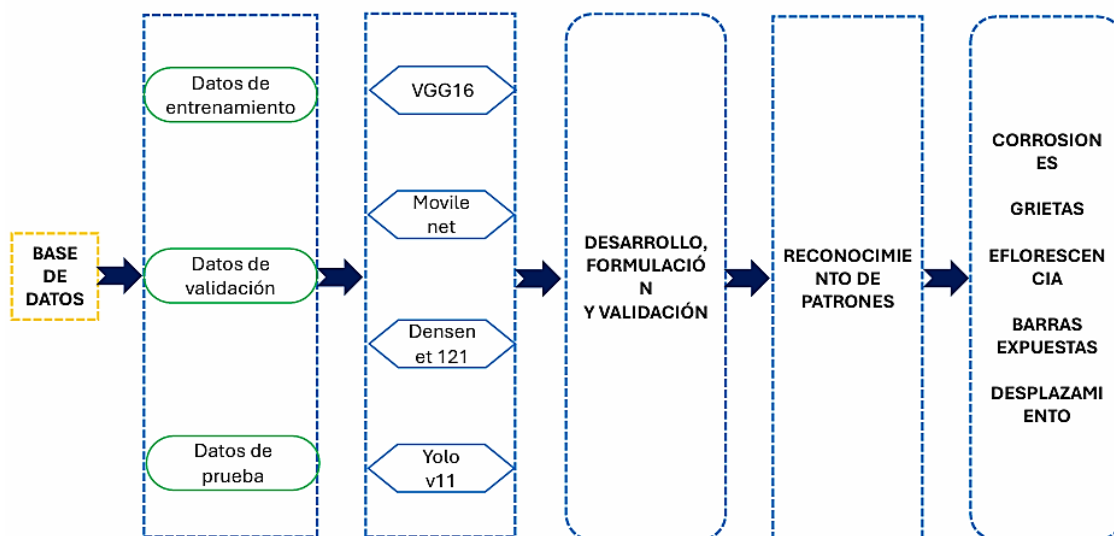 BASE
DE
DATOS
Datos de
entrenamiento
Datos de
validación
Datos de
prueba
VGG16
Movile
net
Densen
et 121
Yolo
v11
DESARROLLO,
FORMULACIÓ
N
Y VALIDACIÓN
RECONOCIMIE
NTO DE
PATRONES
CORROSION
ES
GRIETAS
EFLORESCEN
CIA
BARRAS
EXPUESTAS
DESPLAZAMI
ENTO